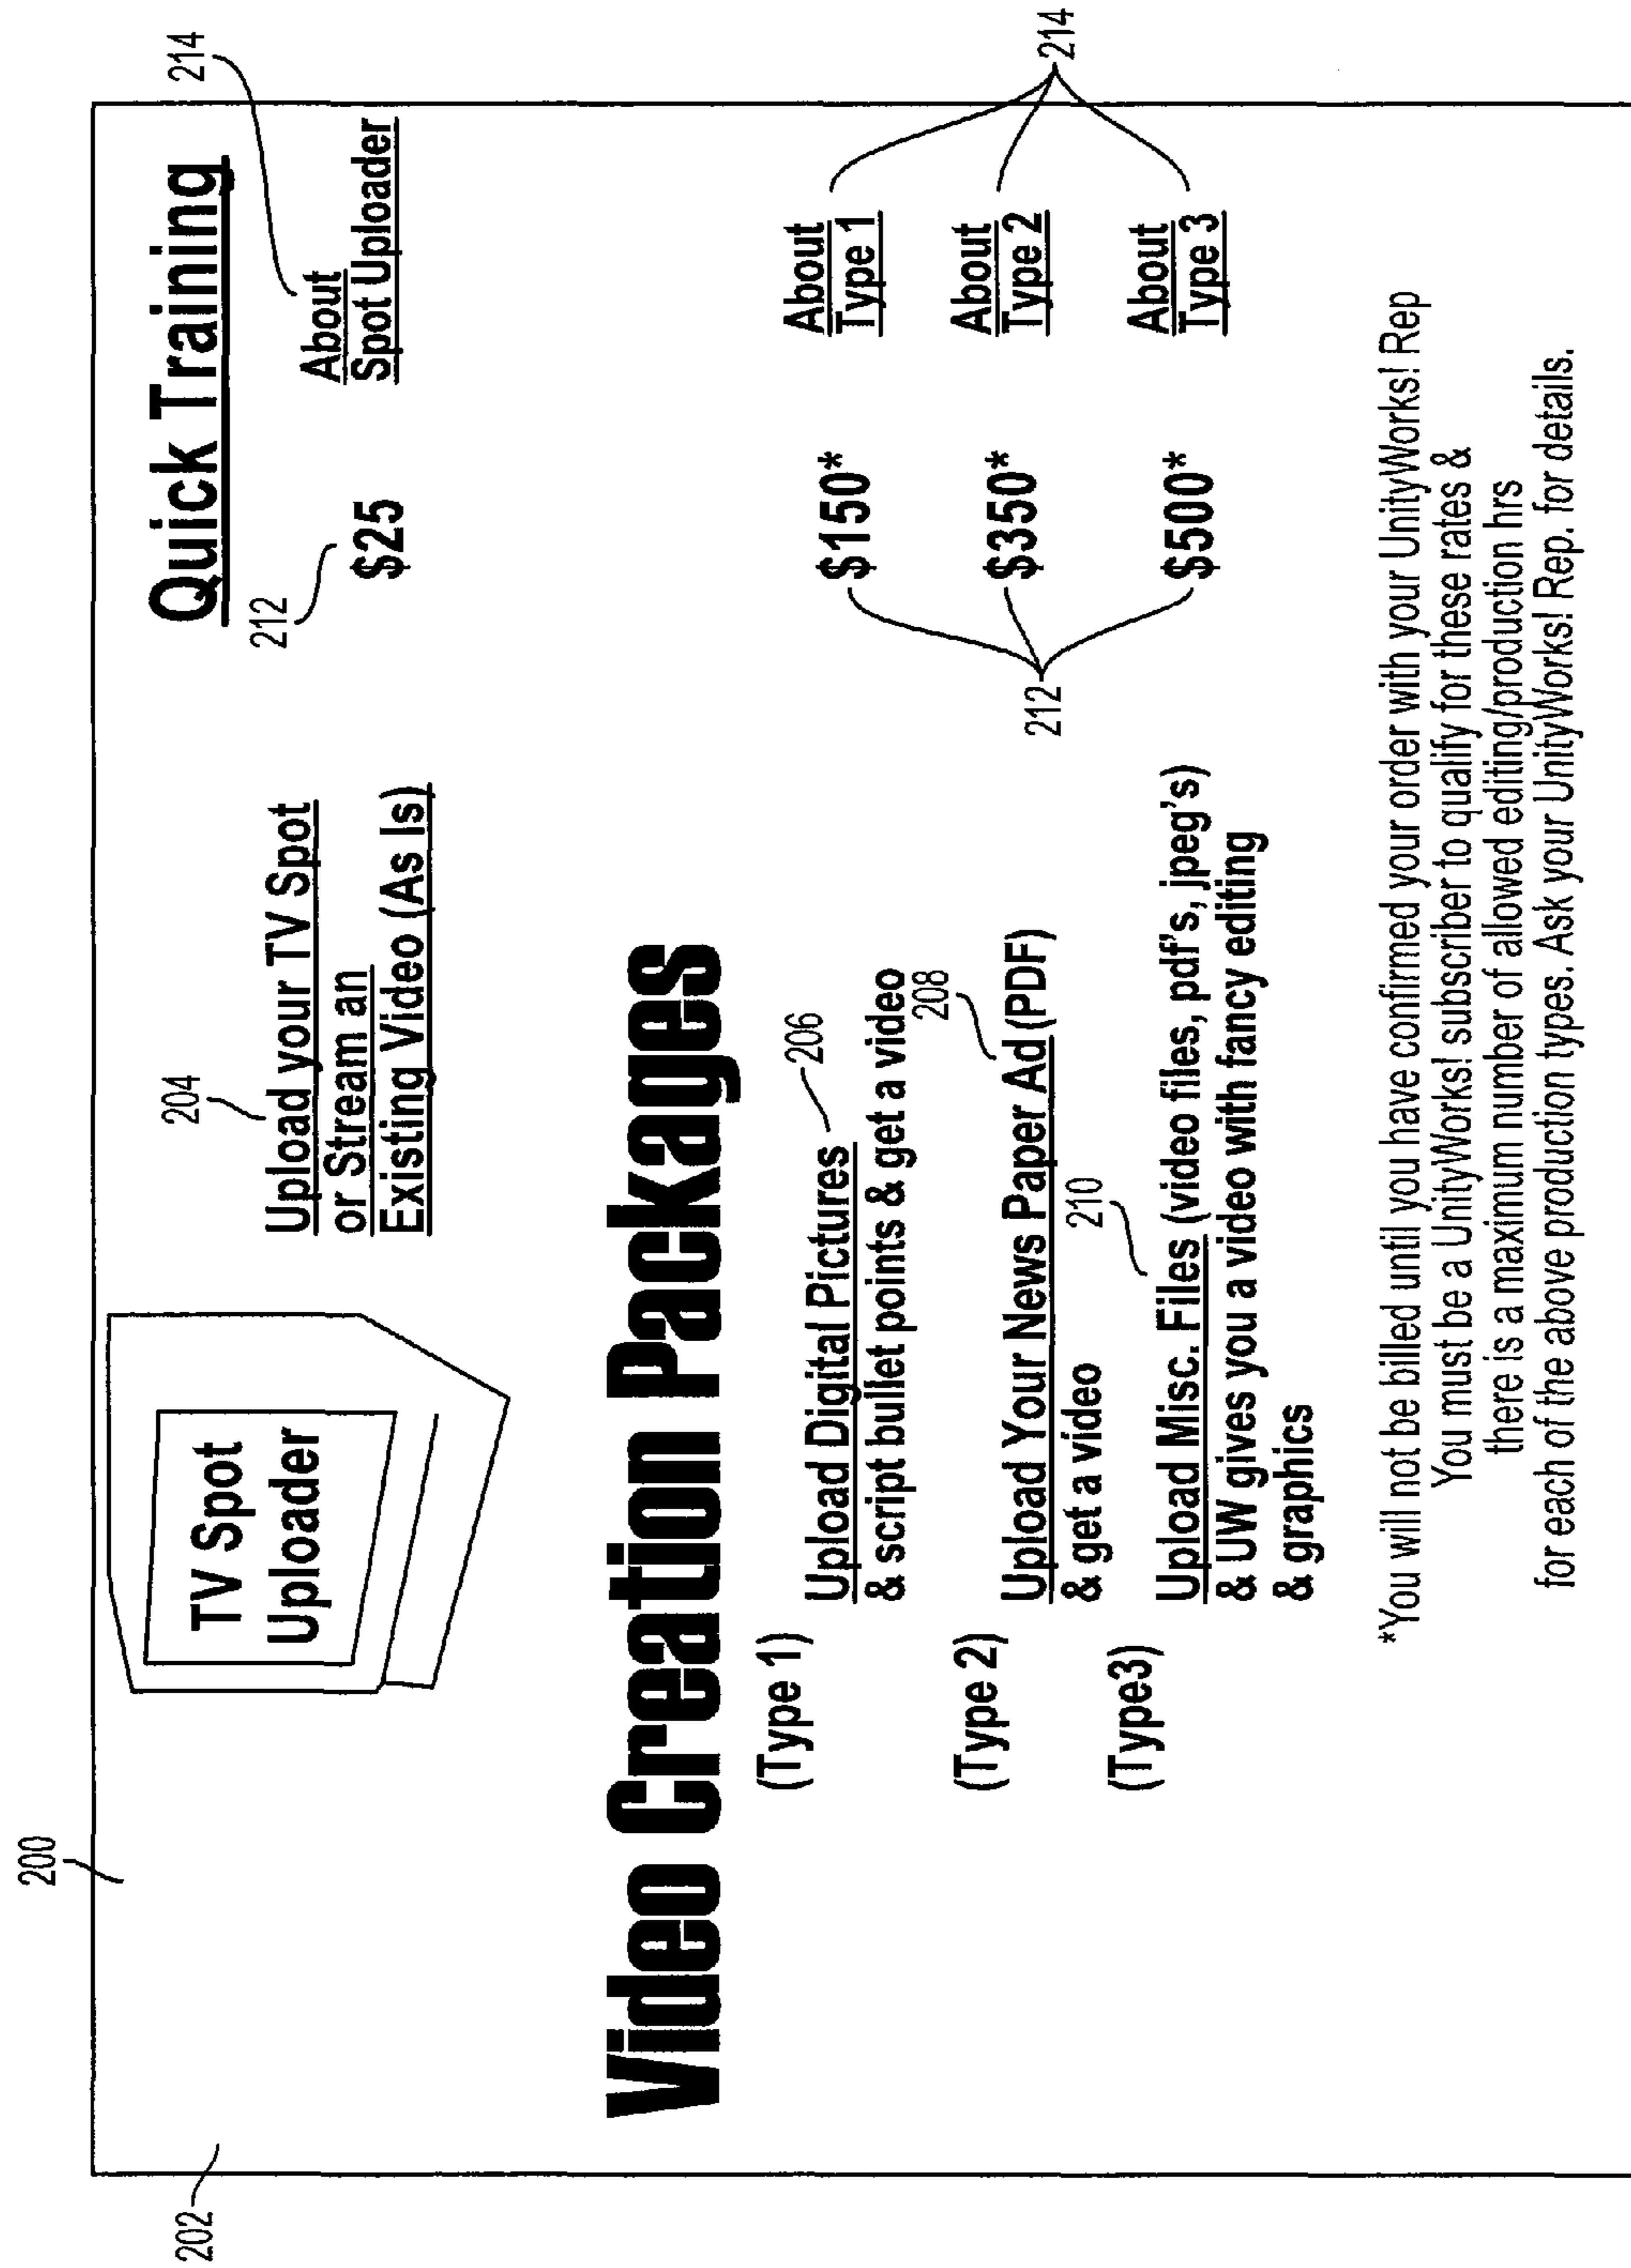 200
202
204
212
214
TV Spot
Uploader
Upload your TV Spot
or Stream an
Existing Video (As Is)
Quick Training
$25
About
Spot Uploader
Video Creation Packages
(Type 1)
Upload Digital Pictures
& script bullet points & get a video
206
$150*
About
Type 1
(Type 2)
Upload Your News Paper Ad (PDF)
& get a video
208
$350*
About
Type 2
(Type3)
Upload Misc. Files (video files, pdf's, jpeg's)
& UW gives you a video with fancy editing
& graphics
210
$500*
About
Type 3
212
214
*You will not be billed until you have confirmed your order with your UnityWorks! Rep
You must be a UnityWorks! subscriber to qualify for these rates &
there is a maximum number of allowed editing/production hrs
for each of the above production types. Ask your UnityWorks! Rep. for details.